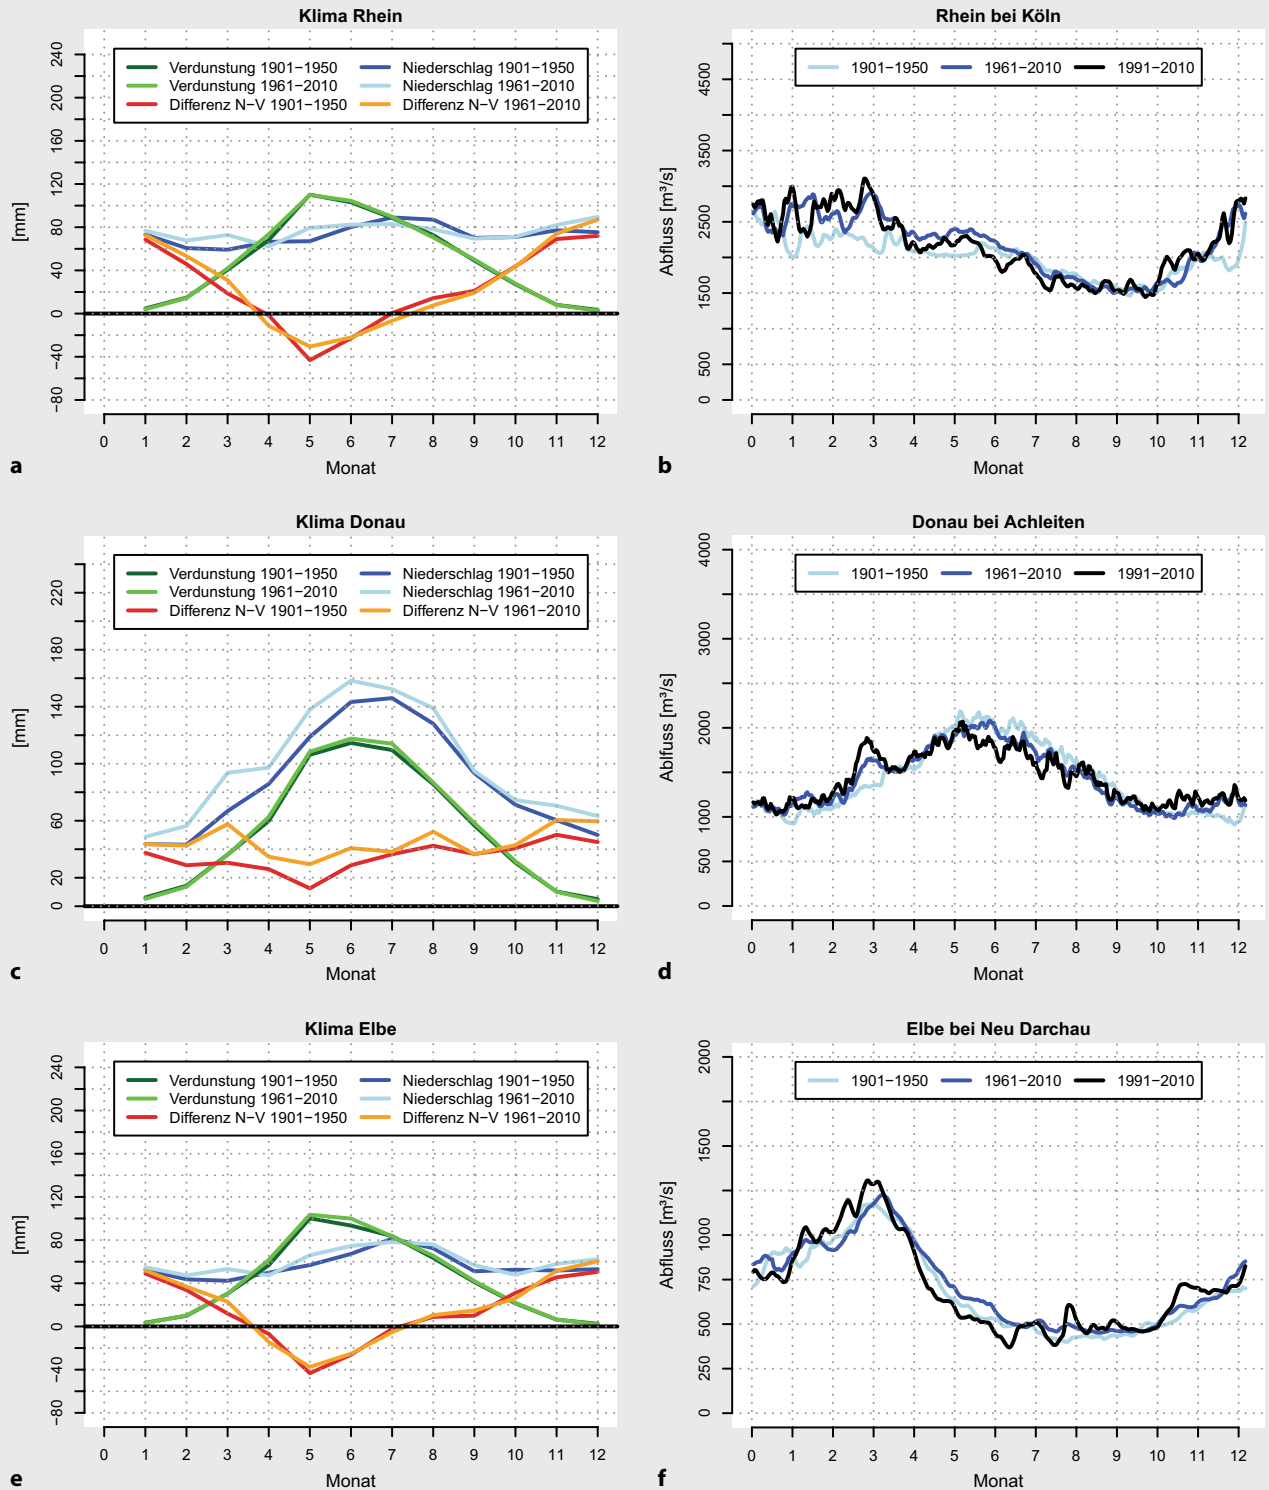 Klima Rhein
Verdunstung 1901−1950
Verdunstung 1961−2010
Differenz N−V 1901−1950
Niederschlag 1901−1950
Niederschlag 1961−2010
Differenz N−V 1961−2010
[mm]
240
200
160
120
80
40
0
−40
−80
0 1 2 3 4 5 6 7 8 9 10 11 12
Monat
a
Rhein bei Köln
1901−1950 1961−2010 1991−2010
Abfluss [m³/s]
4500
3500
2500
1500
500
0
0 1 2 3 4 5 6 7 8 9 10 11 12
Monat
b
Klima Donau
Verdunstung 1901−1950
Verdunstung 1961−2010
Differenz N−V 1901−1950
Niederschlag 1901−1950
Niederschlag 1961−2010
Differenz N−V 1961−2010
[mm]
220
180
140
100
60
20
0
0 1 2 3 4 5 6 7 8 9 10 11 12
Monat
c
Donau bei Achleiten
1901−1950 1961−2010 1991−2010
Ablfuss [m³/s]
4000
3000
2000
1000
500
0
0 1 2 3 4 5 6 7 8 9 10 11 12
Monat
d
Klima Elbe
Verdunstung 1901−1950
Verdunstung 1961−2010
Differenz N−V 1901−1950
Niederschlag 1901−1950
Niederschlag 1961−2010
Differenz N−V 1961−2010
[mm]
240
200
160
120
80
40
0
−40
−80
0 1 2 3 4 5 6 7 8 9 10 11 12
Monat
e
Elbe bei Neu Darchau
1901−1950 1961−2010 1991−2010
Abfluss [m³/s]
2000
1500
1000
750
500
250
0
0 1 2 3 4 5 6 7 8 9 10 11 12
Monat
f